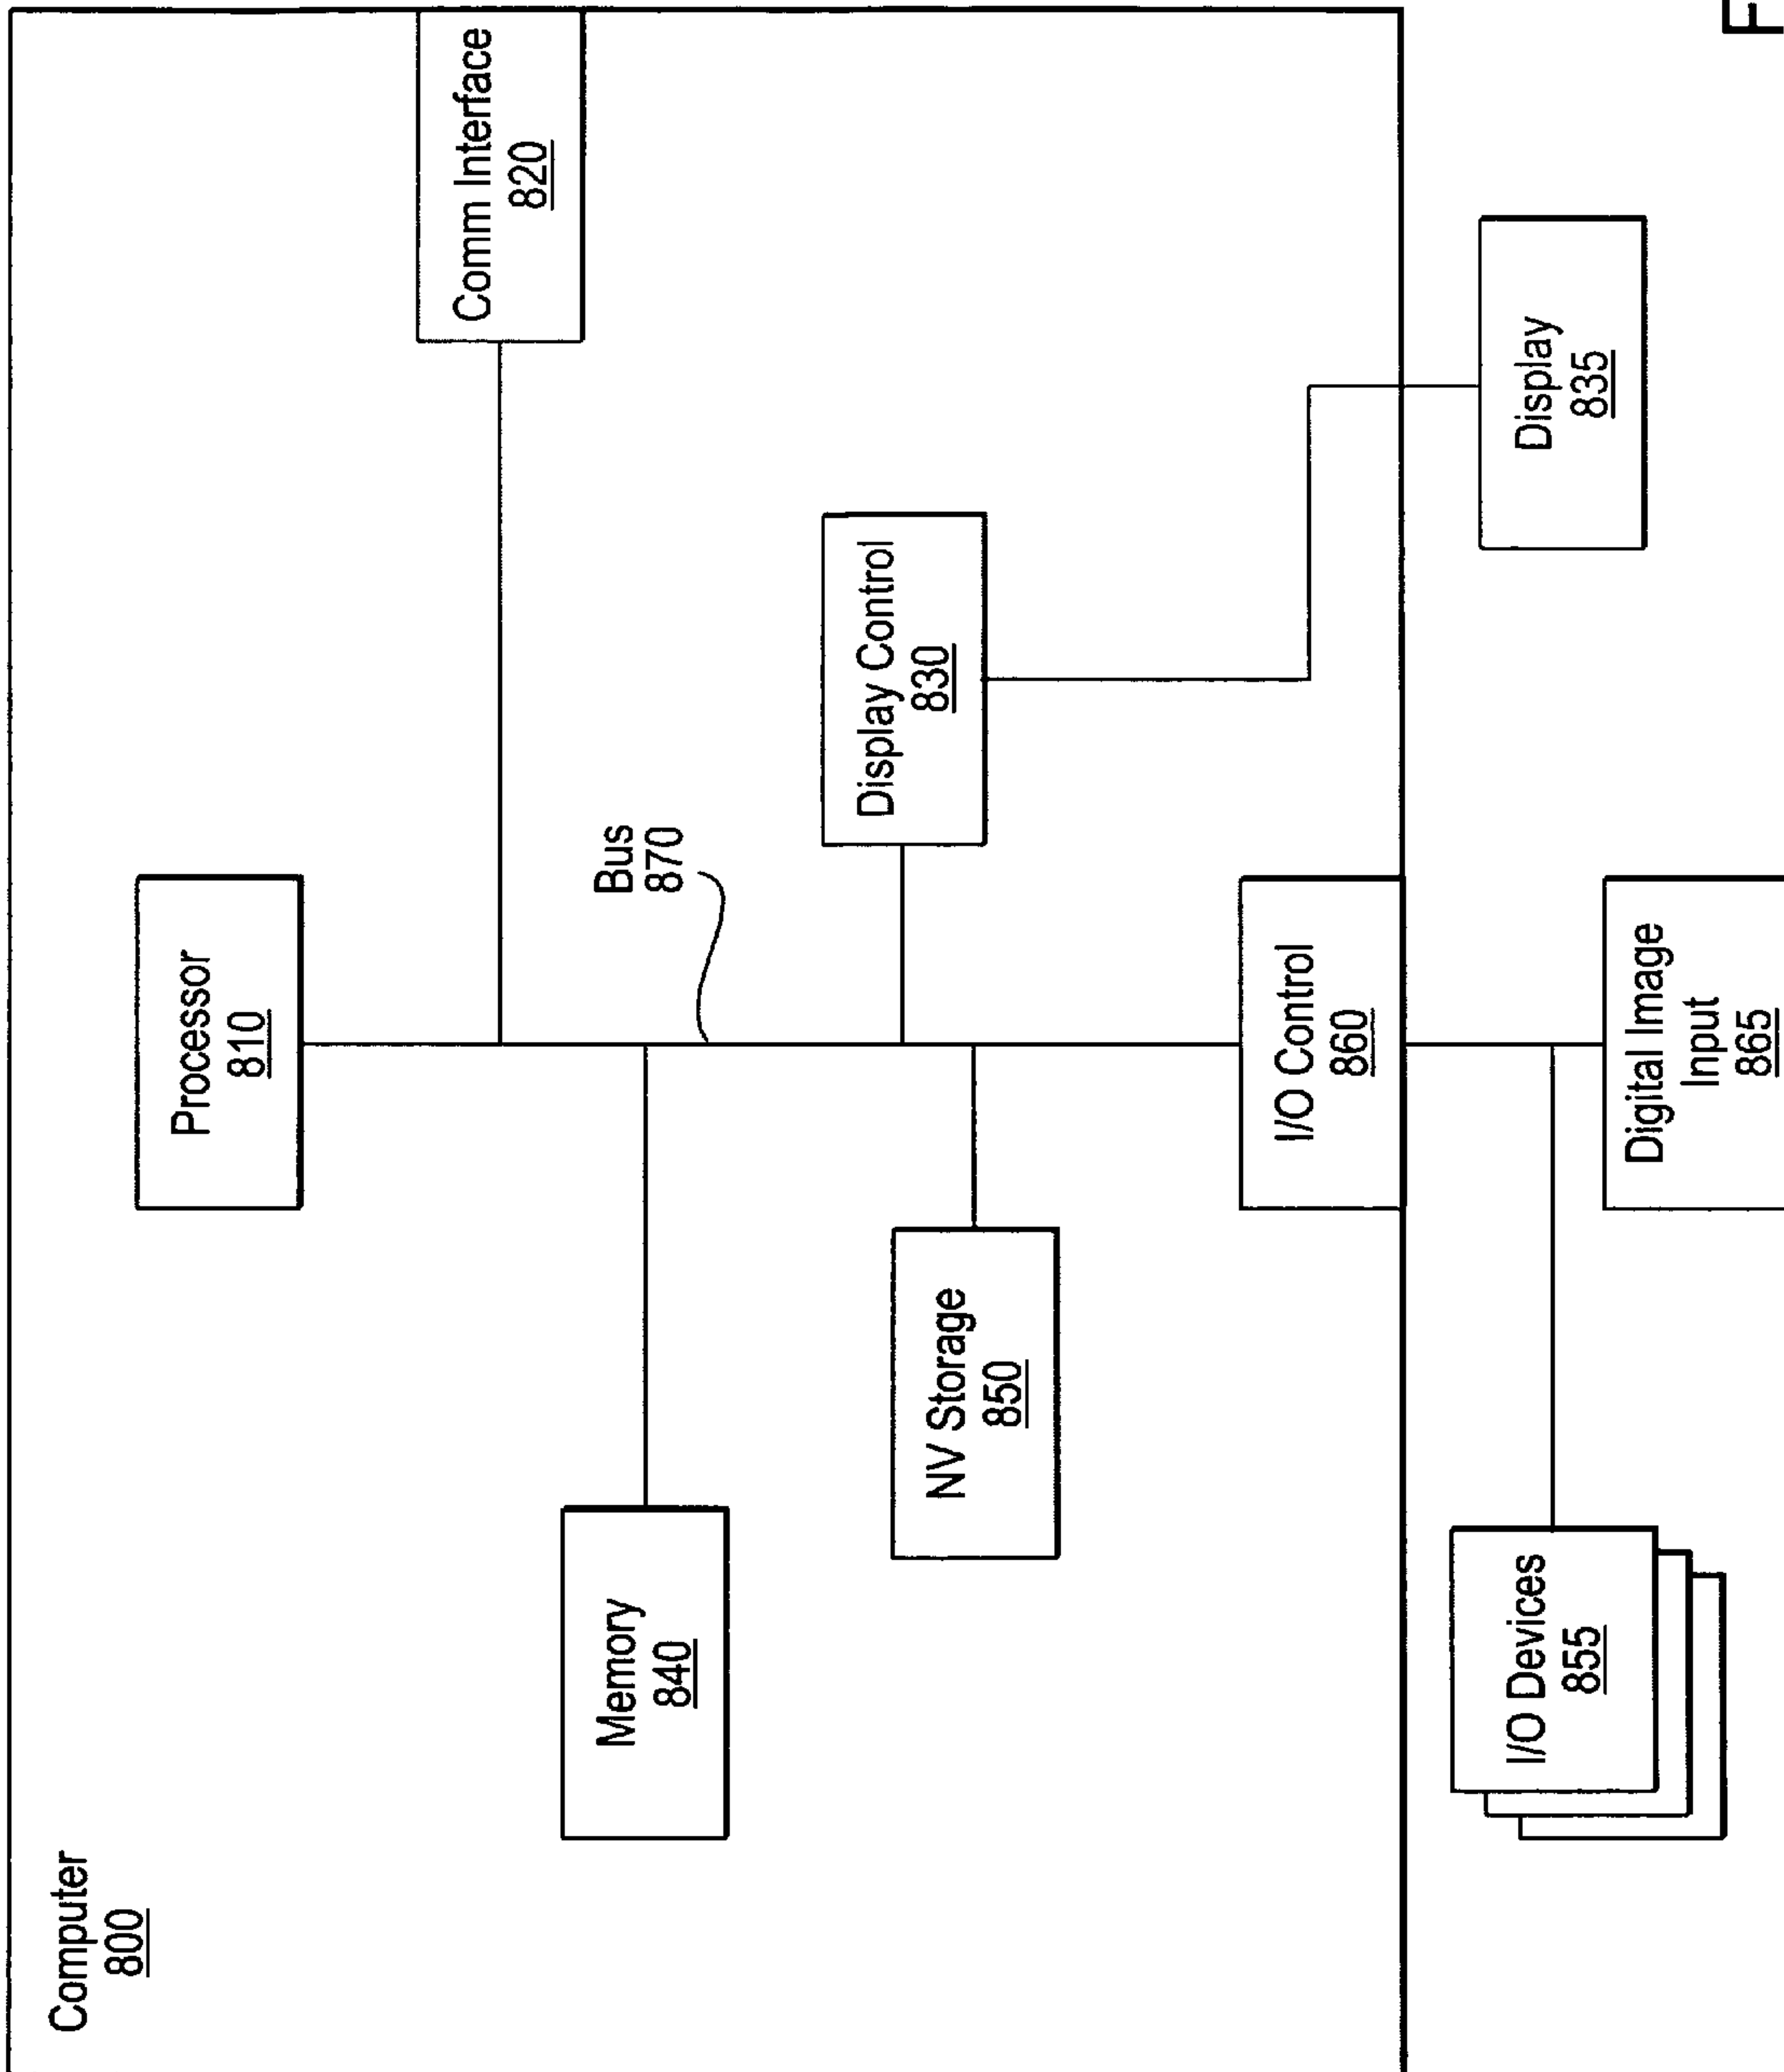 Computer
800
Processor
810
Comm Interface
820
Memory
840
Bus
870
Display Control
830
NV Storage
850
I/O Control
860
I/O Devices
855
Display
835
Digital Image
Input
865